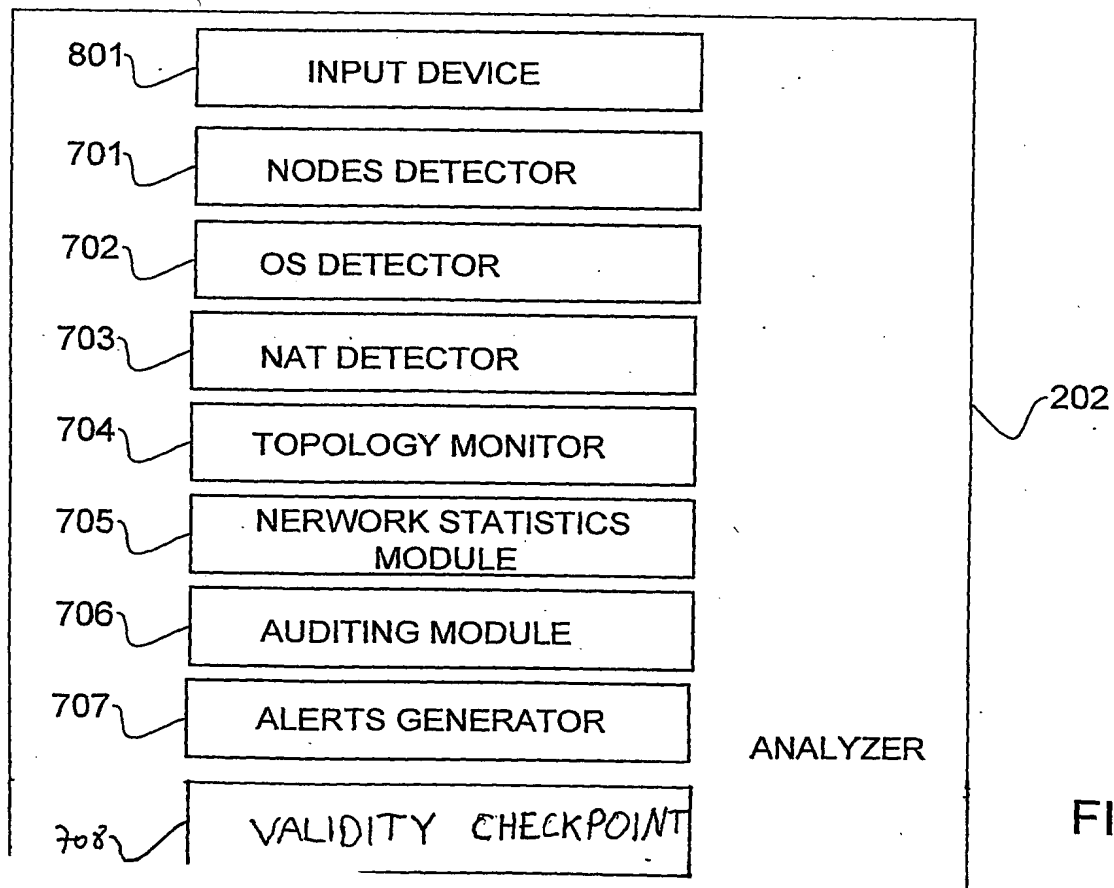 801 INPUT DEVICE
701 NODES DETECTOR
702 OS DETECTOR
703 NAT DETECTOR
202
704 TOPOLOGY MONITOR
705 NERWORK STATISTICS
MODULE
706 AUDITING MODULE
707 ALERTS GENERATOR
ANALYZER
708 VALIDITY CHECKPOINT
FI